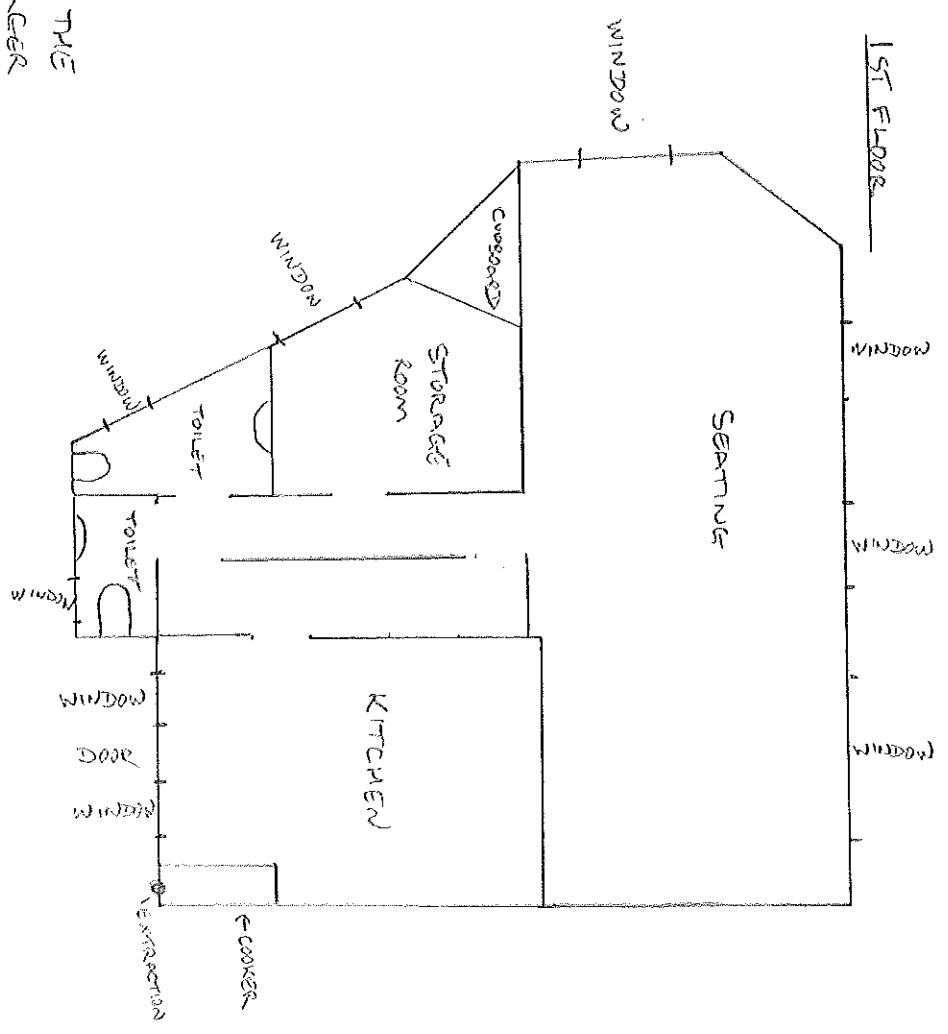 1ST FLOOR
WINDOW
WINDOW
WINDOW
WINDOW
SEATING
CUPBOARD
STORAGE
ROOM
WINDOW
WINDOW
TOILET
TOILET
WINDOW
KITCHEN
WINDOW
DOOR
WINDOW
COOKER
EXTRACTION
THE